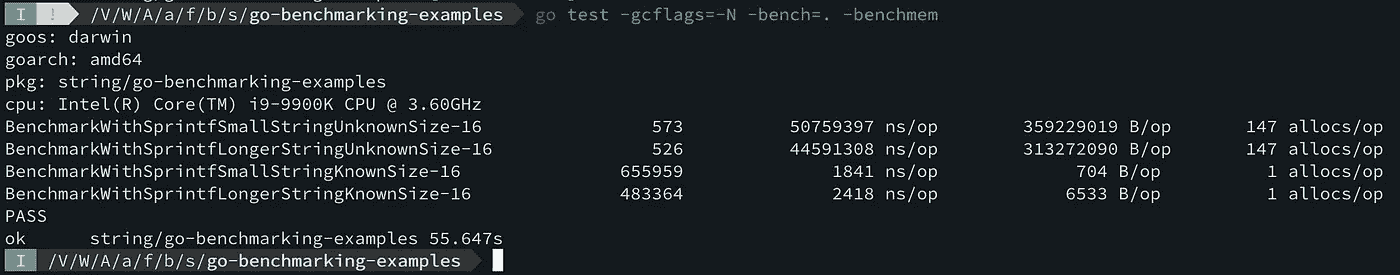 I ! /V/W/A/a/f/b/s/go-benchmarking-examples go test -gcflags=-N -bench=. -benchmem
goos: darwin
goarch: amd64
pkg: string/go-benchmarking-examples
cpu: Intel(R) Core(TM) i9-9900K CPU @ 3.60GHz
BenchmarkWithSprintfSmallStringUnknownSize-16 573 50759397 ns/op 359229019 B/op 147 allocs/op
BenchmarkWithSprintfLongerStringUnknownSize-16 526 44591308 ns/op 313272090 B/op 147 allocs/op
BenchmarkWithSprintfSmallStringKnownSize-16 655959 1841 ns/op 704 B/op 1 allocs/op
BenchmarkWithSprintfLongerStringKnownSize-16 483364 2418 ns/op 6533 B/op 1 allocs/op
PASS
ok string/go-benchmarking-examples 55.647s
I /V/W/A/a/f/b/s/go-benchmarking-examples